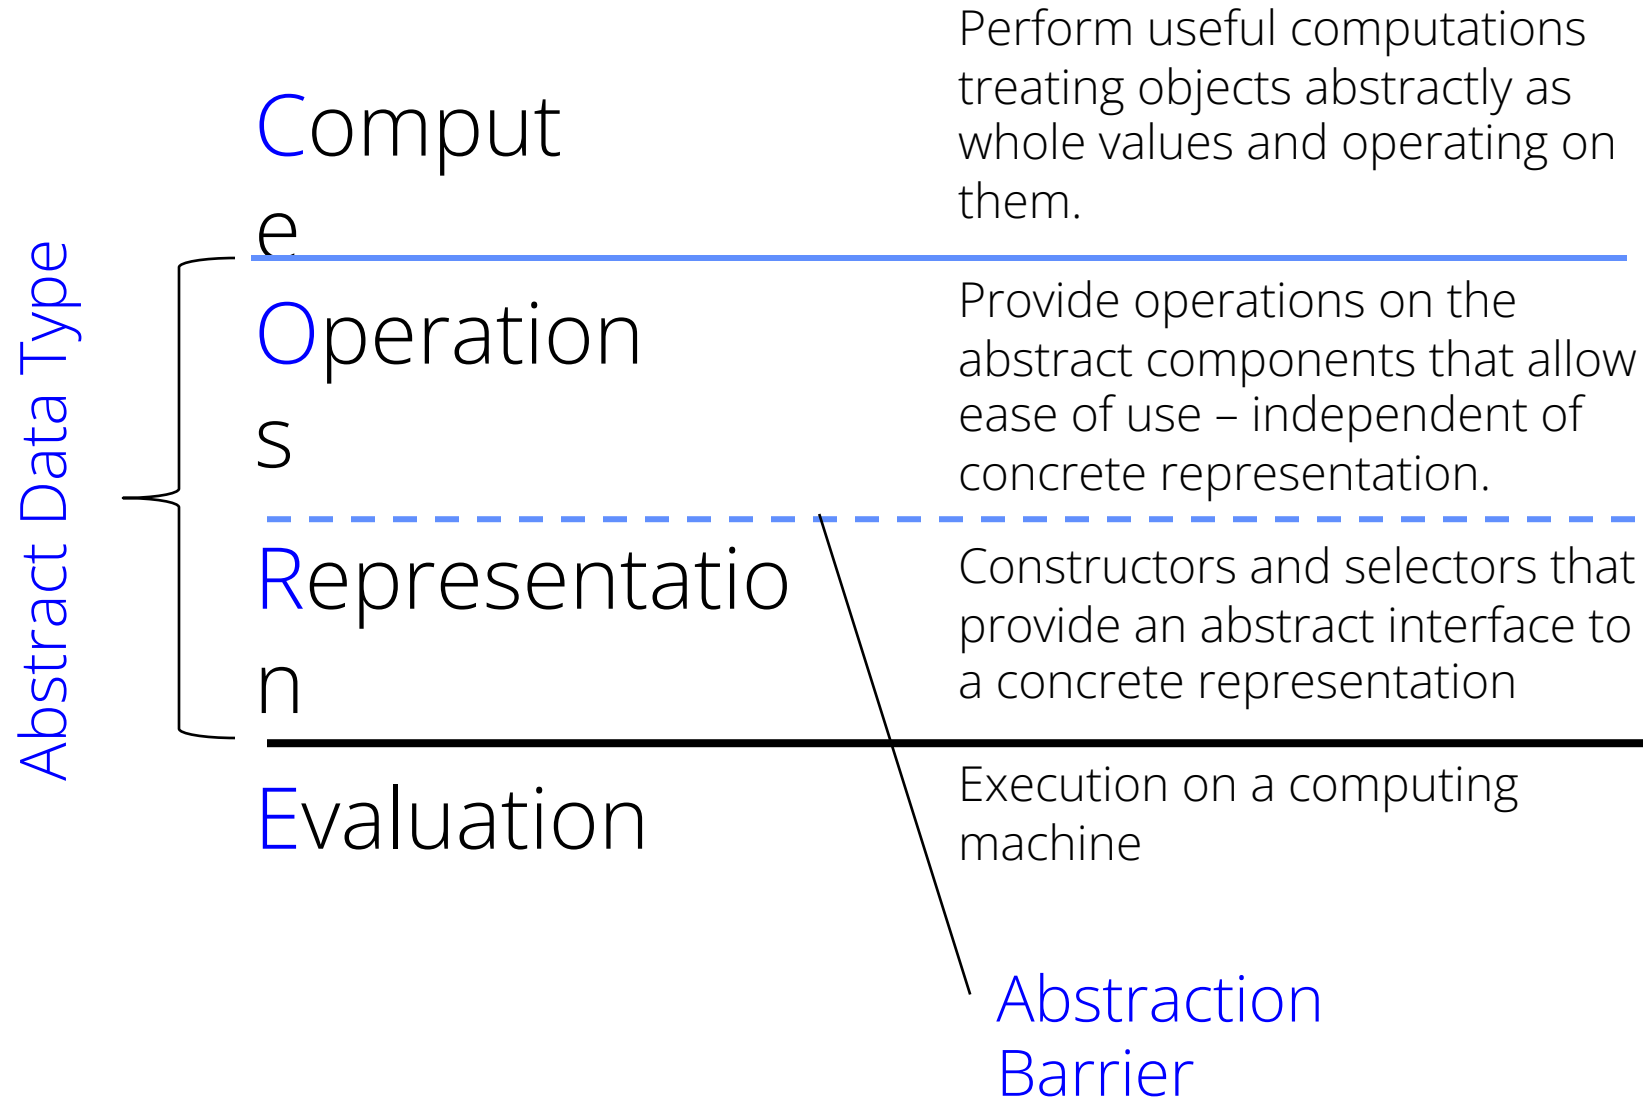 Comput
e
Perform useful computations
treating objects abstractly as
whole values and operating on
them.
Abstract Data Type
Operation
s
Provide operations on the
abstract components that allow
ease of use – independent of
concrete representation.
Representatio
n
Constructors and selectors that
provide an abstract interface to
a concrete representation
Evaluation
Execution on a computing
machine
Abstraction
Barrier